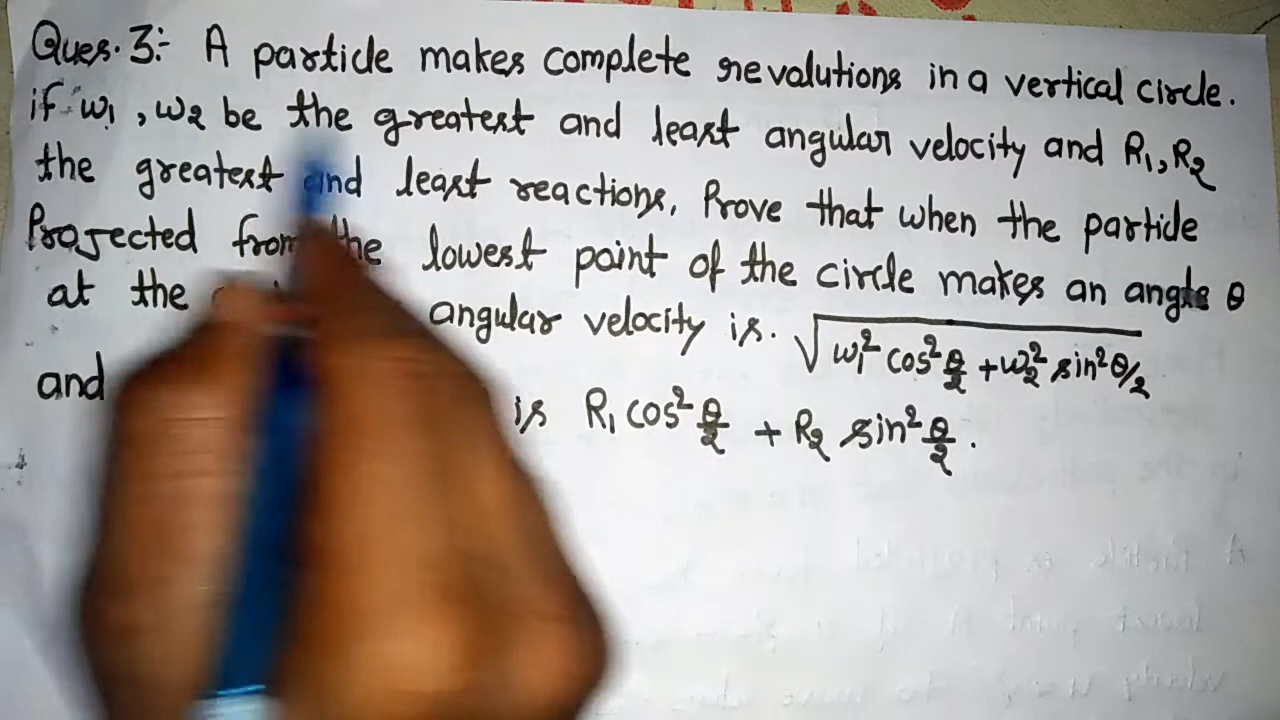 Ques. 3:- A particle makes complete revalutions in a vertical circle.
if ω1, ω2 be the greatest and least angular velocity and R1, R2
the greatest and least reactions, Prove that when the particle
Projected from the lowest point of the circle makes an angle θ
at the angular velocity is. √(ω1² cos² θ/2 + ω2² sin² θ/2)
and is R1 cos² θ/2 + R2 sin² θ/2.